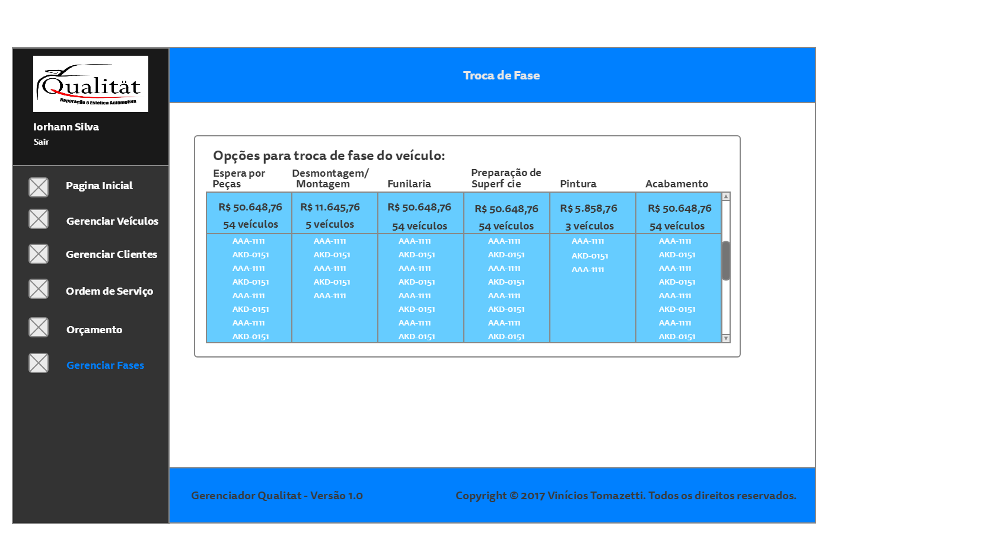 Qualität
Reparação e Estética Automotiva
Iorhann Silva
Sair
Pagina Inicial
Gerenciar Veículos
Gerenciar Clientes
Ordem de Serviço
Orçamento
Gerenciar Fases
Troca de Fase
Opções para troca de fase do veículo:
Espera por Peças
Desmontagem/ Montagem
Funilaria
Preparação de Superf cie
Pintura
Acabamento
R$ 50.648,76 R$ 11.645,76 R$ 50.648,76 R$ 50.648,76 R$ 5.858,76 R$ 50.648,76
54 veículos 5 veículos 54 veículos 54 veículos 3 veículos 54 veículos
AAA-1111 AAA-1111 AAA-1111 AAA-1111 AAA-1111 AAA-1111
AKD-0151 AKD-0151 AKD-0151 AKD-0151 AKD-0151 AKD-0151
AAA-1111 AAA-1111 AAA-1111 AAA-1111 AAA-1111 AAA-1111
AKD-0151 AKD-0151 AKD-0151 AKD-0151 AKD-0151
AAA-1111 AAA-1111 AAA-1111 AAA-1111 AAA-1111
AKD-0151 AKD-0151 AKD-0151 AKD-0151
AAA-1111 AAA-1111 AAA-1111 AAA-1111
AKD-0151 AKD-0151 AKD-0151 AKD-0151
Gerenciador Qualitat - Versão 1.0
Copyright © 2017 Vinícios Tomazetti. Todos os direitos reservados.